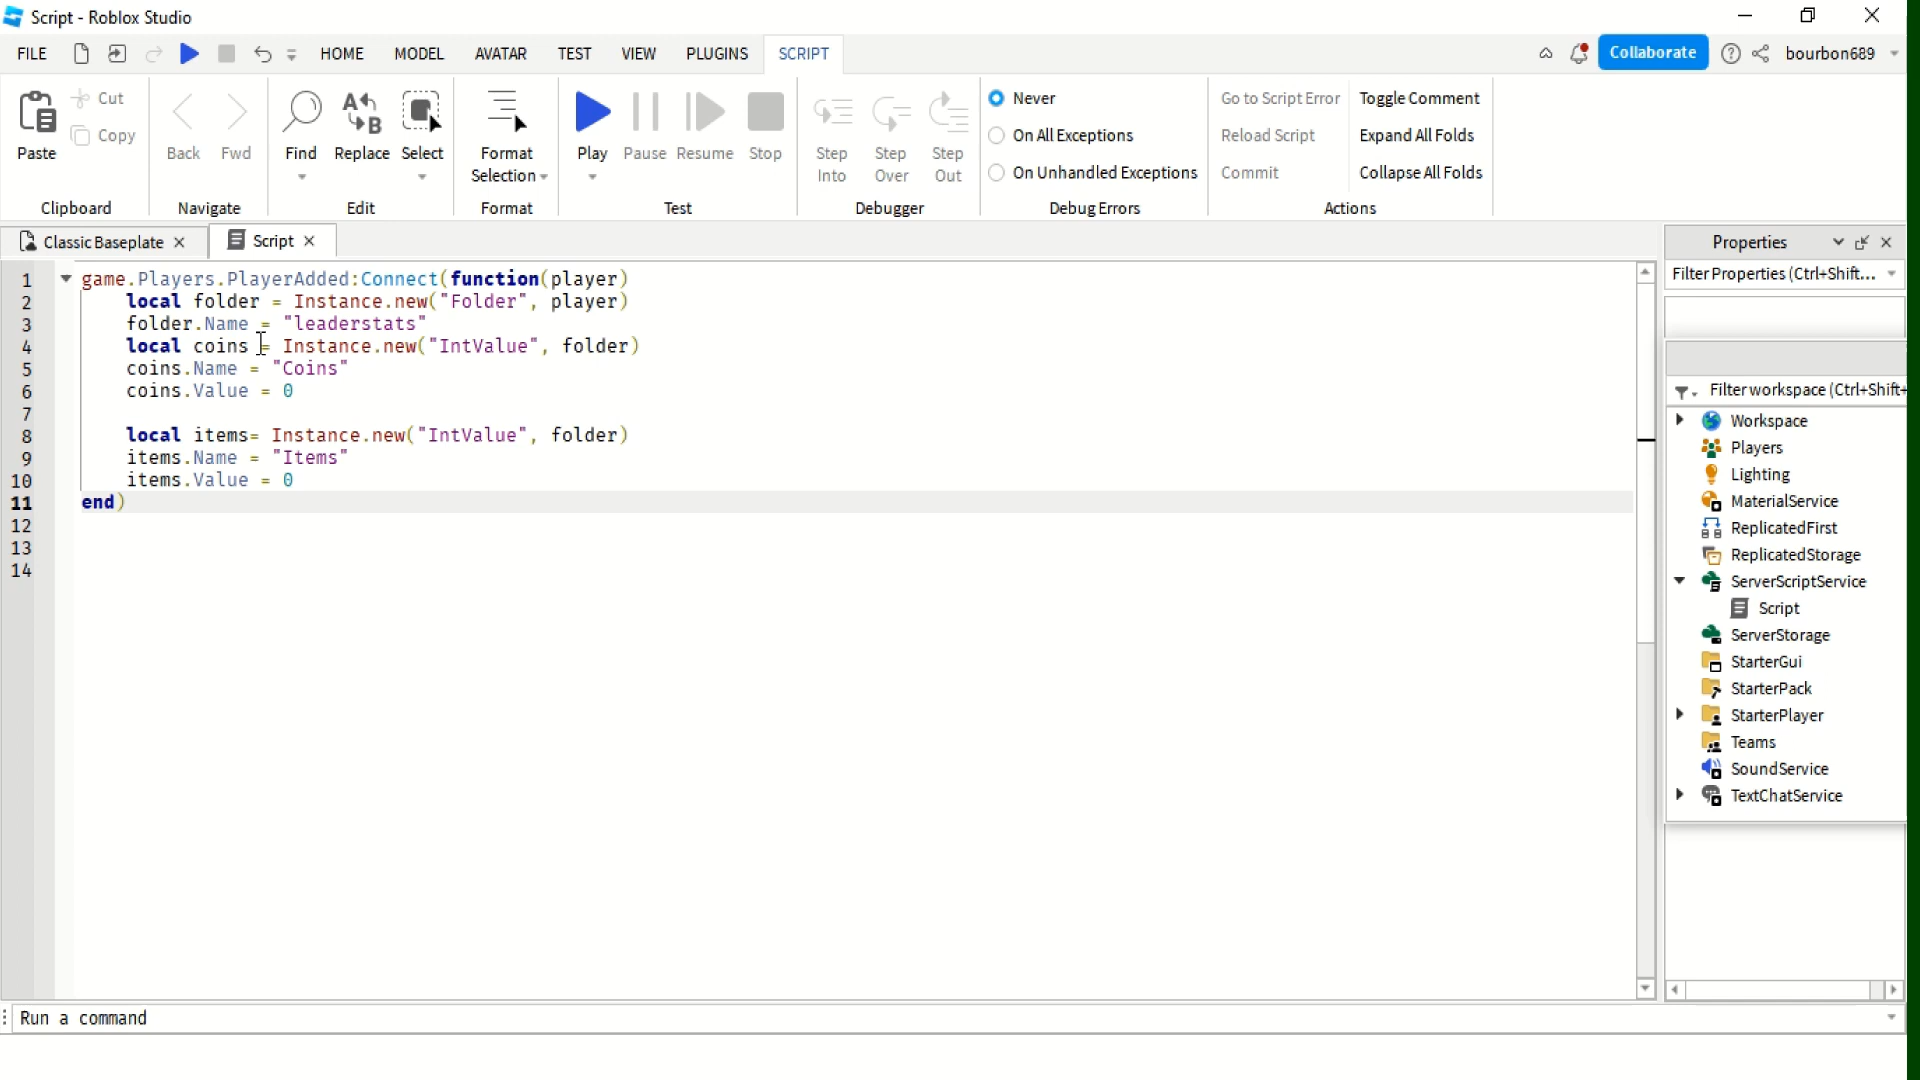 Script - Roblox Studio
FILE HOME MODEL AVATAR TEST VIEW PLUGINS SCRIPT Collaborate bourbon689
Paste Cut Copy
Back Fwd
Find Replace Select
Format Selection
Play Pause Resume Stop
Step Into Step Over Step Out
Never
On All Exceptions
On Unhandled Exceptions
Go to Script Error
Reload Script
Commit
Toggle Comment
Expand All Folds
Collapse All Folds
Clipboard Navigate Edit Format Test Debugger Debug Errors Actions
Classic Baseplate Script
1 game.Players.PlayerAdded:Connect(function(player)
2 local folder = Instance.new("Folder", player)
3 folder.Name = "leaderstats"
4 local coins = Instance.new("IntValue", folder)
5 coins.Name = "Coins"
6 coins.Value = 0
7
8 local items= Instance.new("IntValue", folder)
9 items.Name = "Items"
10 items.Value = 0
11 end)
12
13
14
Properties
Filter Properties (Ctrl+Shift...
Filter workspace (Ctrl+Shift+
Workspace
Players
Lighting
MaterialService
ReplicatedFirst
ReplicatedStorage
ServerScriptService
Script
ServerStorage
StarterGui
StarterPack
StarterPlayer
Teams
SoundService
TextChatService
Run a command